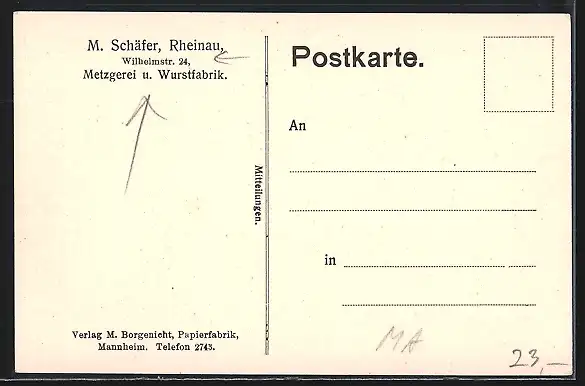 M. Schäfer, Rheinau,
Wilhelmstr. 24,
Metzgerei u. Wurstfabrik.
Mitteilungen.
Verlag M. Borgenicht, Papierfabrik,
Mannheim. Telefon 2743.
Postkarte.
An
in
MA
23,-